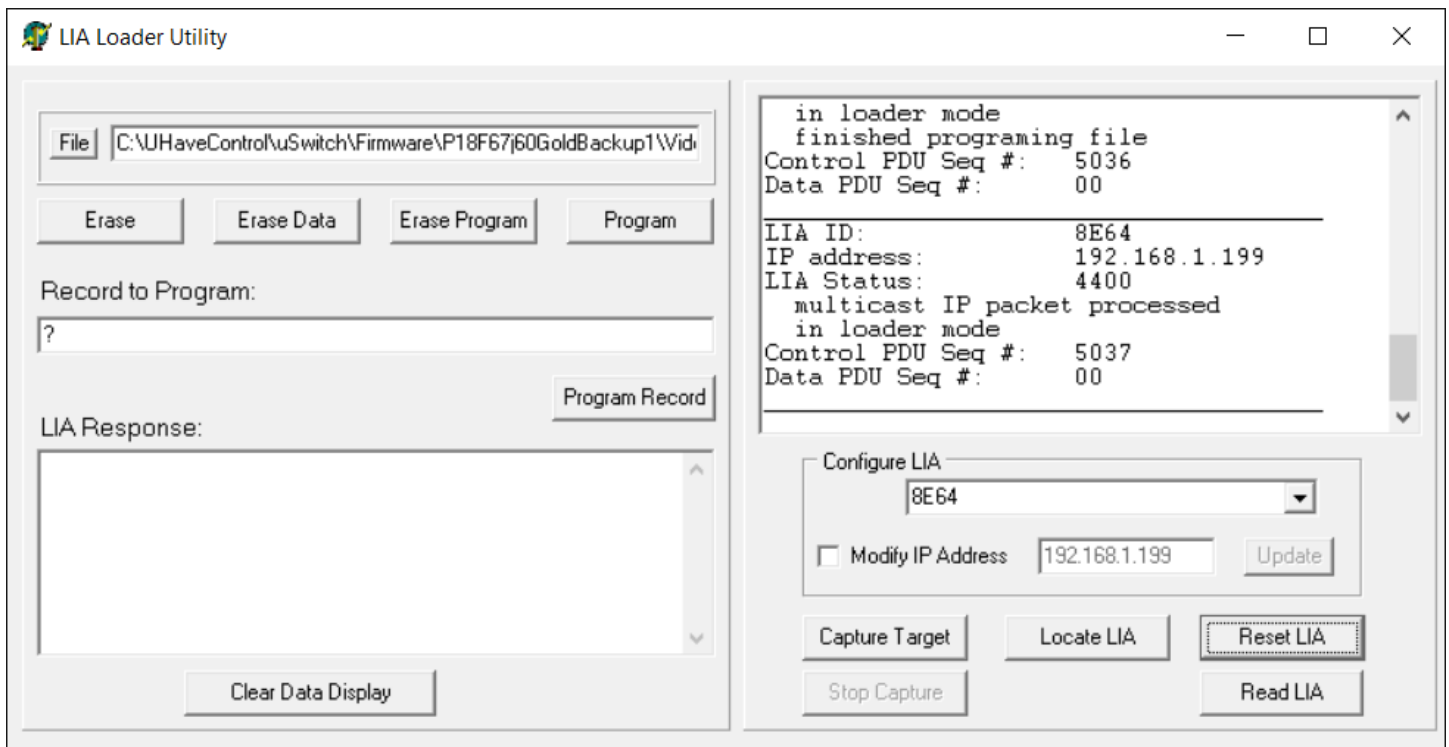 LIA Loader Utility
File C:\UHaveControl\uSwitch\Firmware\P18F67j60GoldBackup1\Vid
Erase Erase Data Erase Program Program
Record to Program:
?
Program Record
LIA Response:
Clear Data Display
in loader mode
finished programing file
Control PDU Seq #: 5036
Data PDU Seq #: 00
LIA ID: 8E64
IP address: 192.168.1.199
LIA Status: 4400
multicast IP packet processed
in loader mode
Control PDU Seq #: 5037
Data PDU Seq #: 00
Configure LIA
8E64
Modify IP Address 192.168.1.199 Update
Capture Target Locate LIA Reset LIA
Stop Capture Read LIA